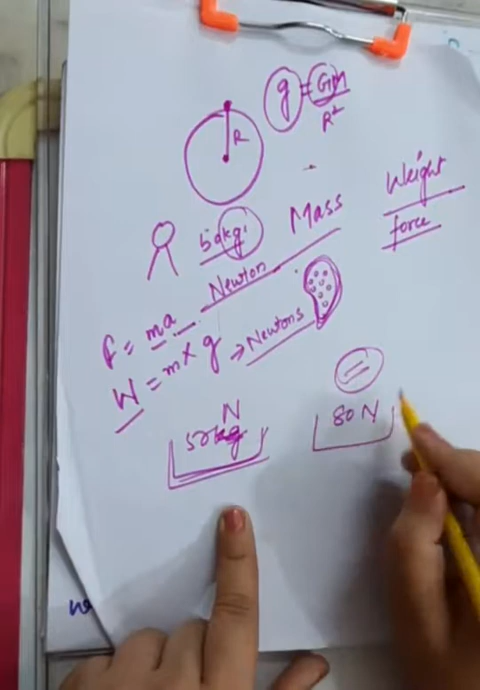 g = Gm
R²
R
Weight
50kg Mass
force
Newton
F = ma
W = m x g → Newtons
N
50kg
80 N